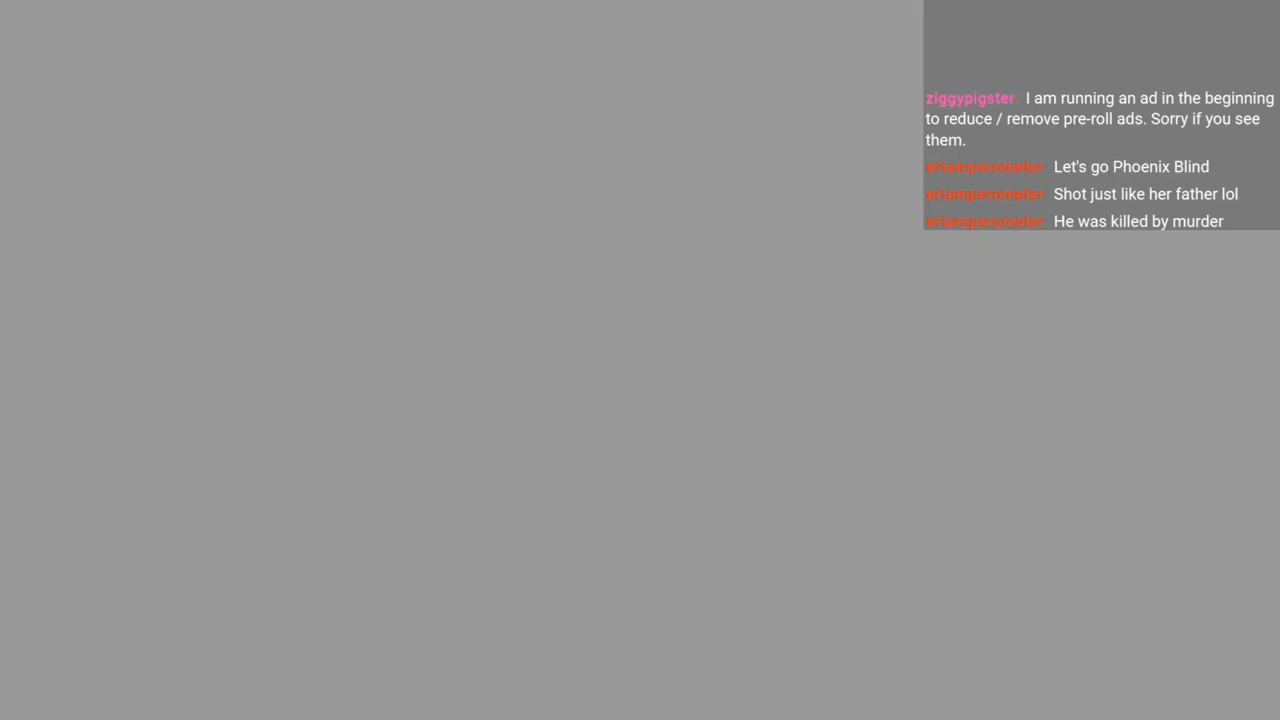 ziggypigster I am running an ad in the beginning
to reduce / remove pre-roll ads. Sorry if you see
them.
ertamperometer Let's go Phoenix Blind
ertamperometer Shot just like her father lol
ertamperometer He was killed by murder